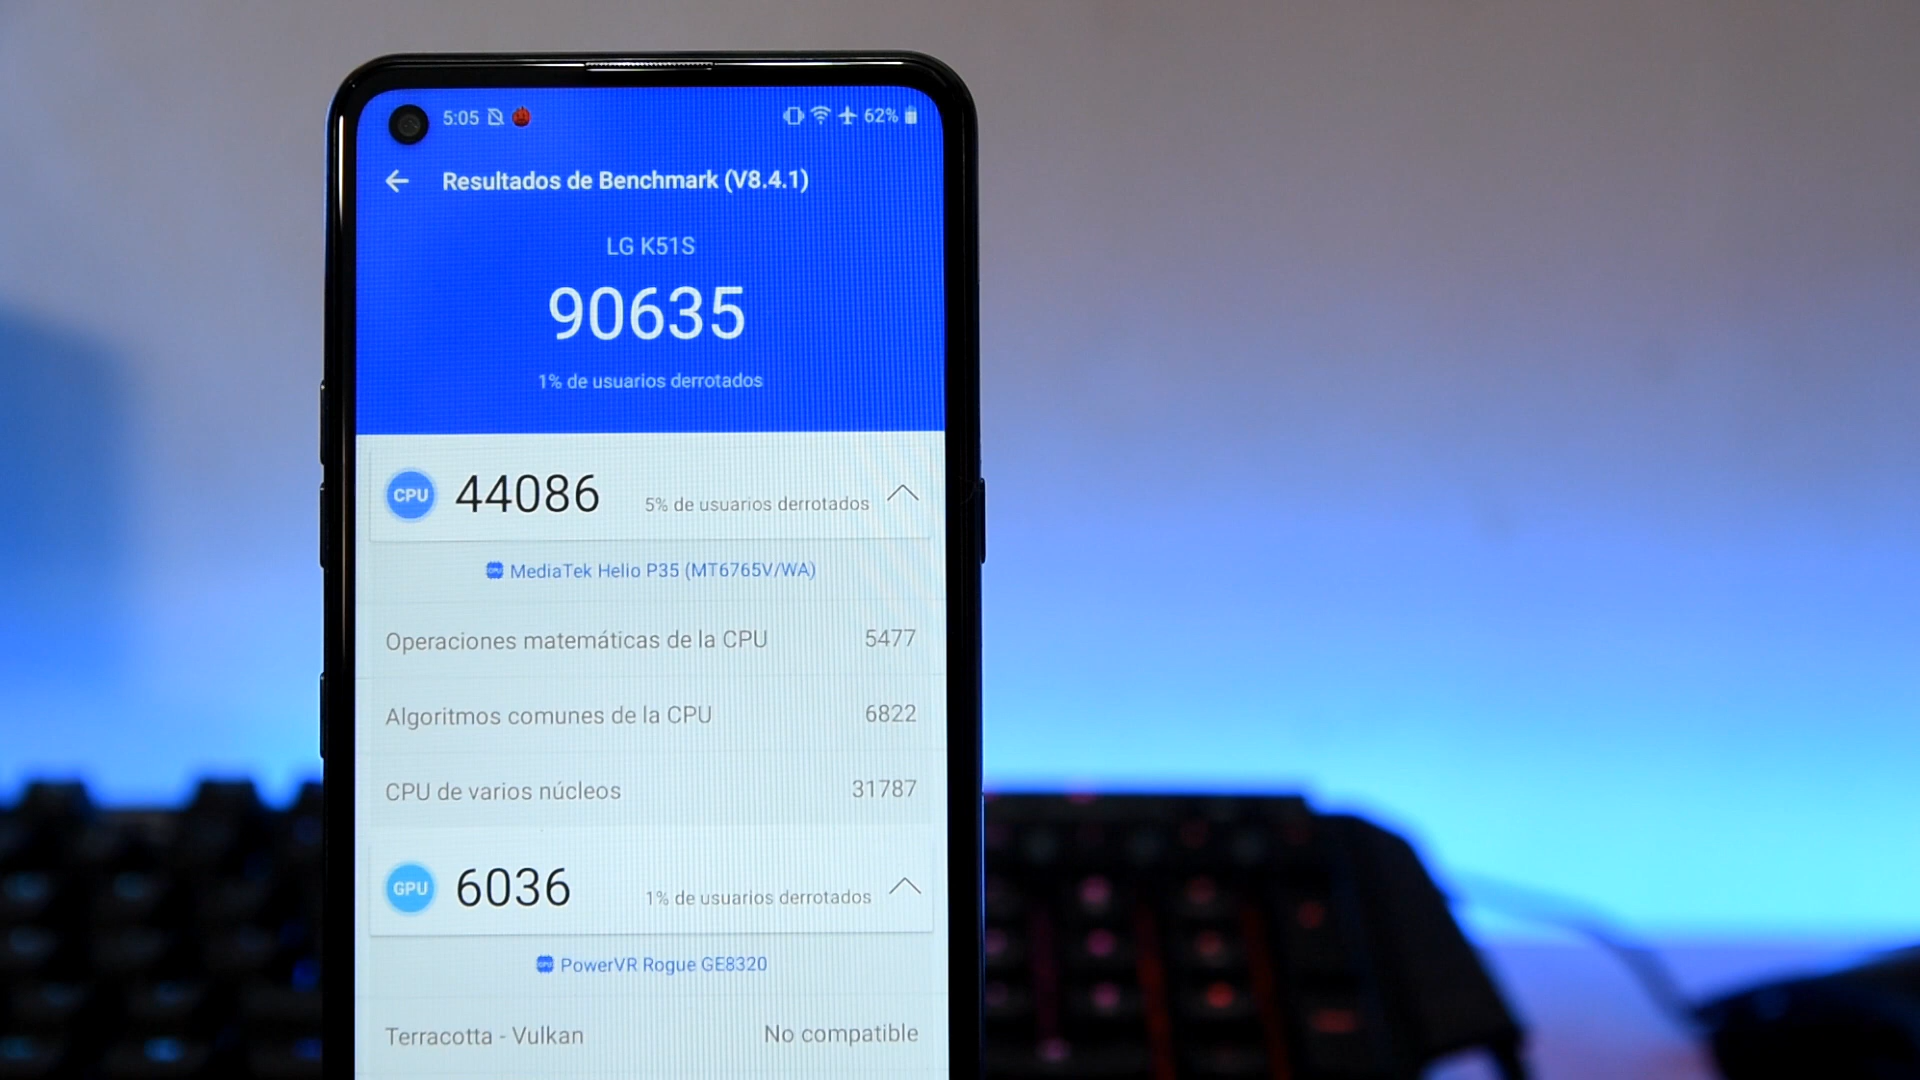 5:05 62%
Resultados de Benchmark (V8.4.1)
LG K51S
90635
1% de usuarios derrotados
CPU 44086 5% de usuarios derrotados
MediaTek Helio P35 (MT6765V/WA)
Operaciones matemáticas de la CPU 5477
Algoritmos comunes de la CPU 6822
CPU de varios núcleos 31787
GPU 6036 1% de usuarios derrotados
PowerVR Rogue GE8320
Terracotta - Vulkan No compatible